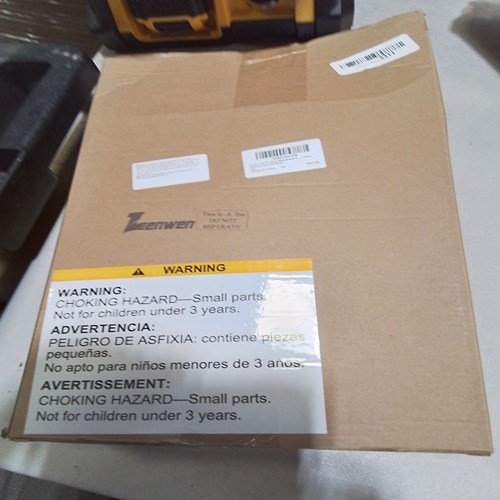 Zeenwen
This Is A Set
DO NOT
SEPARATE
WARNING
WARNING:
CHOKING HAZARD—Small parts.
Not for children under 3 years.
ADVERTENCIA:
PELIGRO DE ASFIXIA: contiene piezas
pequeñas.
No apto para niños menores de 3 años.
AVERTISSEMENT:
CHOKING HAZARD—Small parts.
Not for children under 3 years.